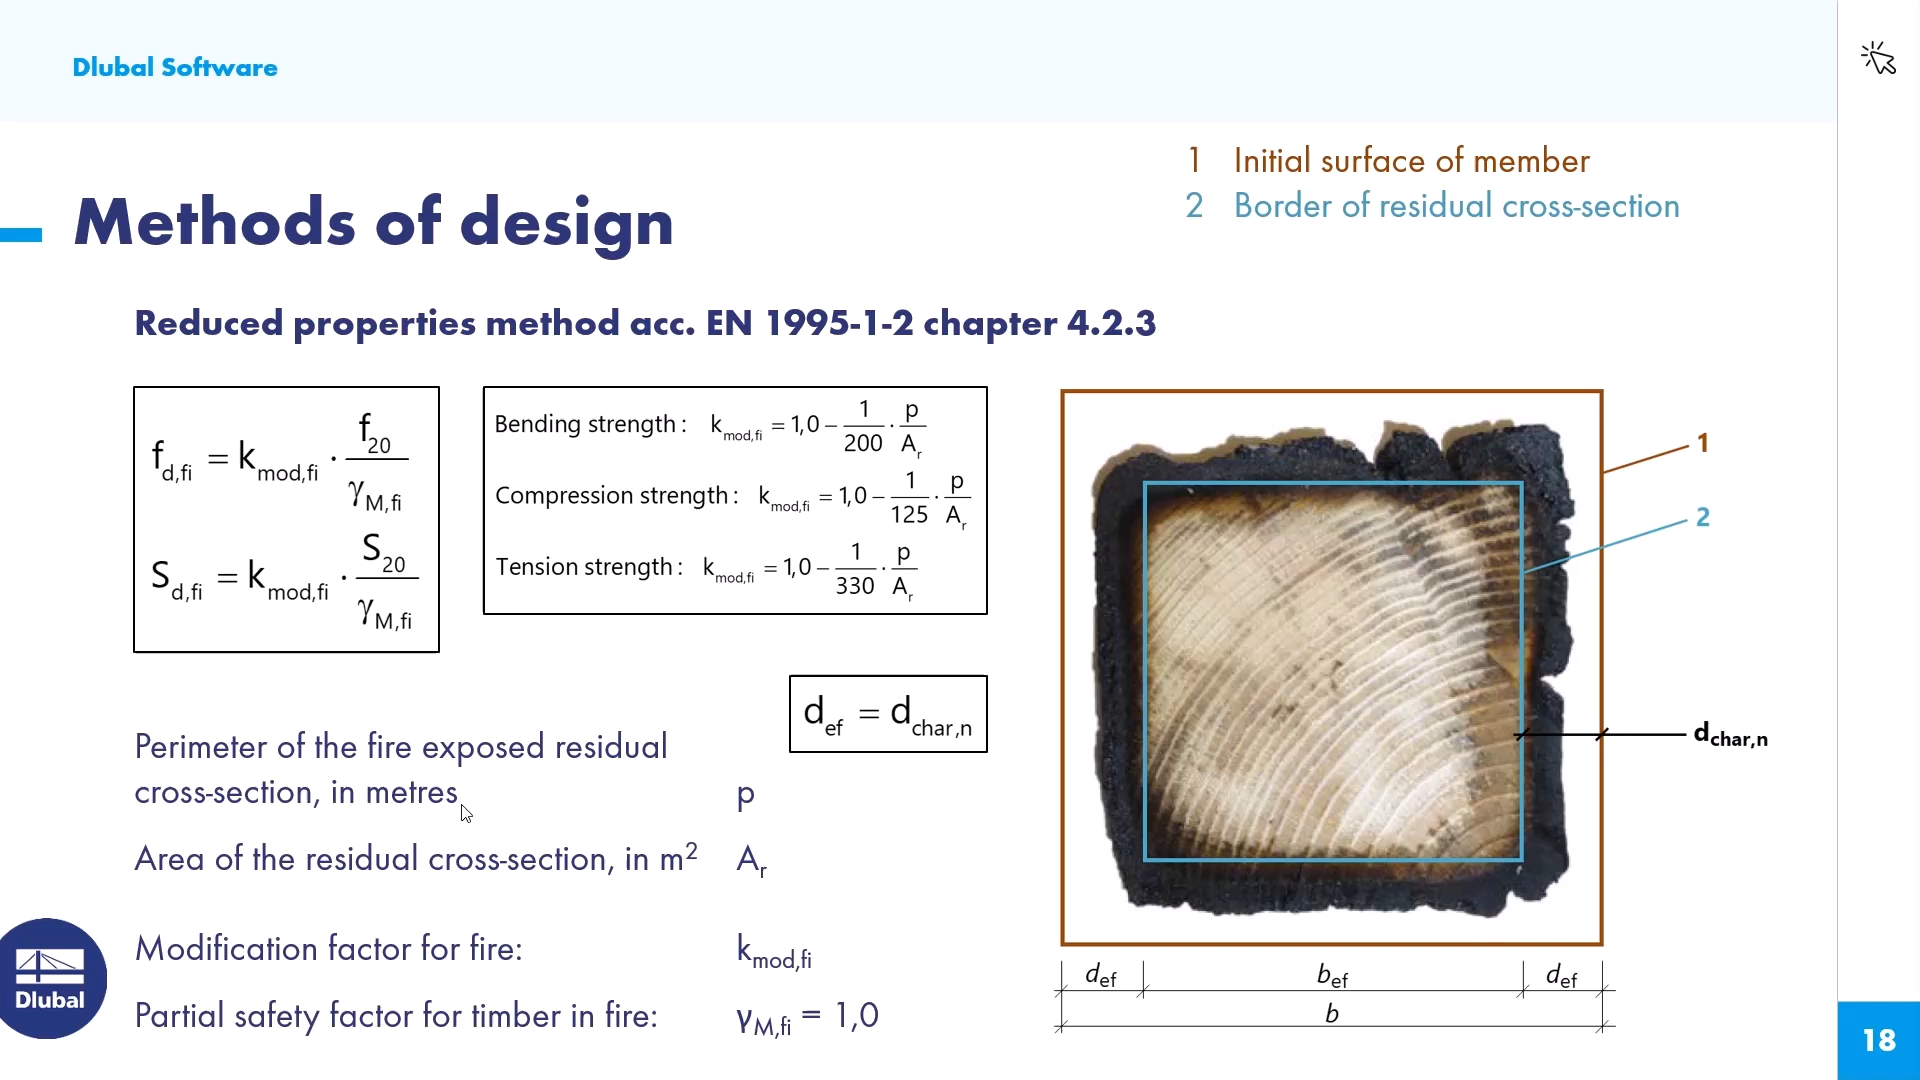 Dlubal Software
1 Initial surface of member
2 Border of residual cross-section
Methods of design
Reduced properties method acc. EN 1995-1-2 chapter 4.2.3
f_d,fi = k_mod,fi · f_20 / γ_M,fi
S_d,fi = k_mod,fi · S_20 / γ_M,fi
Bending strength: k_mod,fi = 1,0 – 1/200 · p/A_r
Compression strength: k_mod,fi = 1,0 – 1/125 · p/A_r
Tension strength: k_mod,fi = 1,0 – 1/330 · p/A_r
d_ef = d_char,n
Perimeter of the fire exposed residual
cross-section, in metres p
Area of the residual cross-section, in m² A_r
Modification factor for fire: k_mod,fi
Partial safety factor for timber in fire: γ_M,fi = 1,0
1
2
d_char,n
d_ef b_ef d_ef
b
Dlubal
18